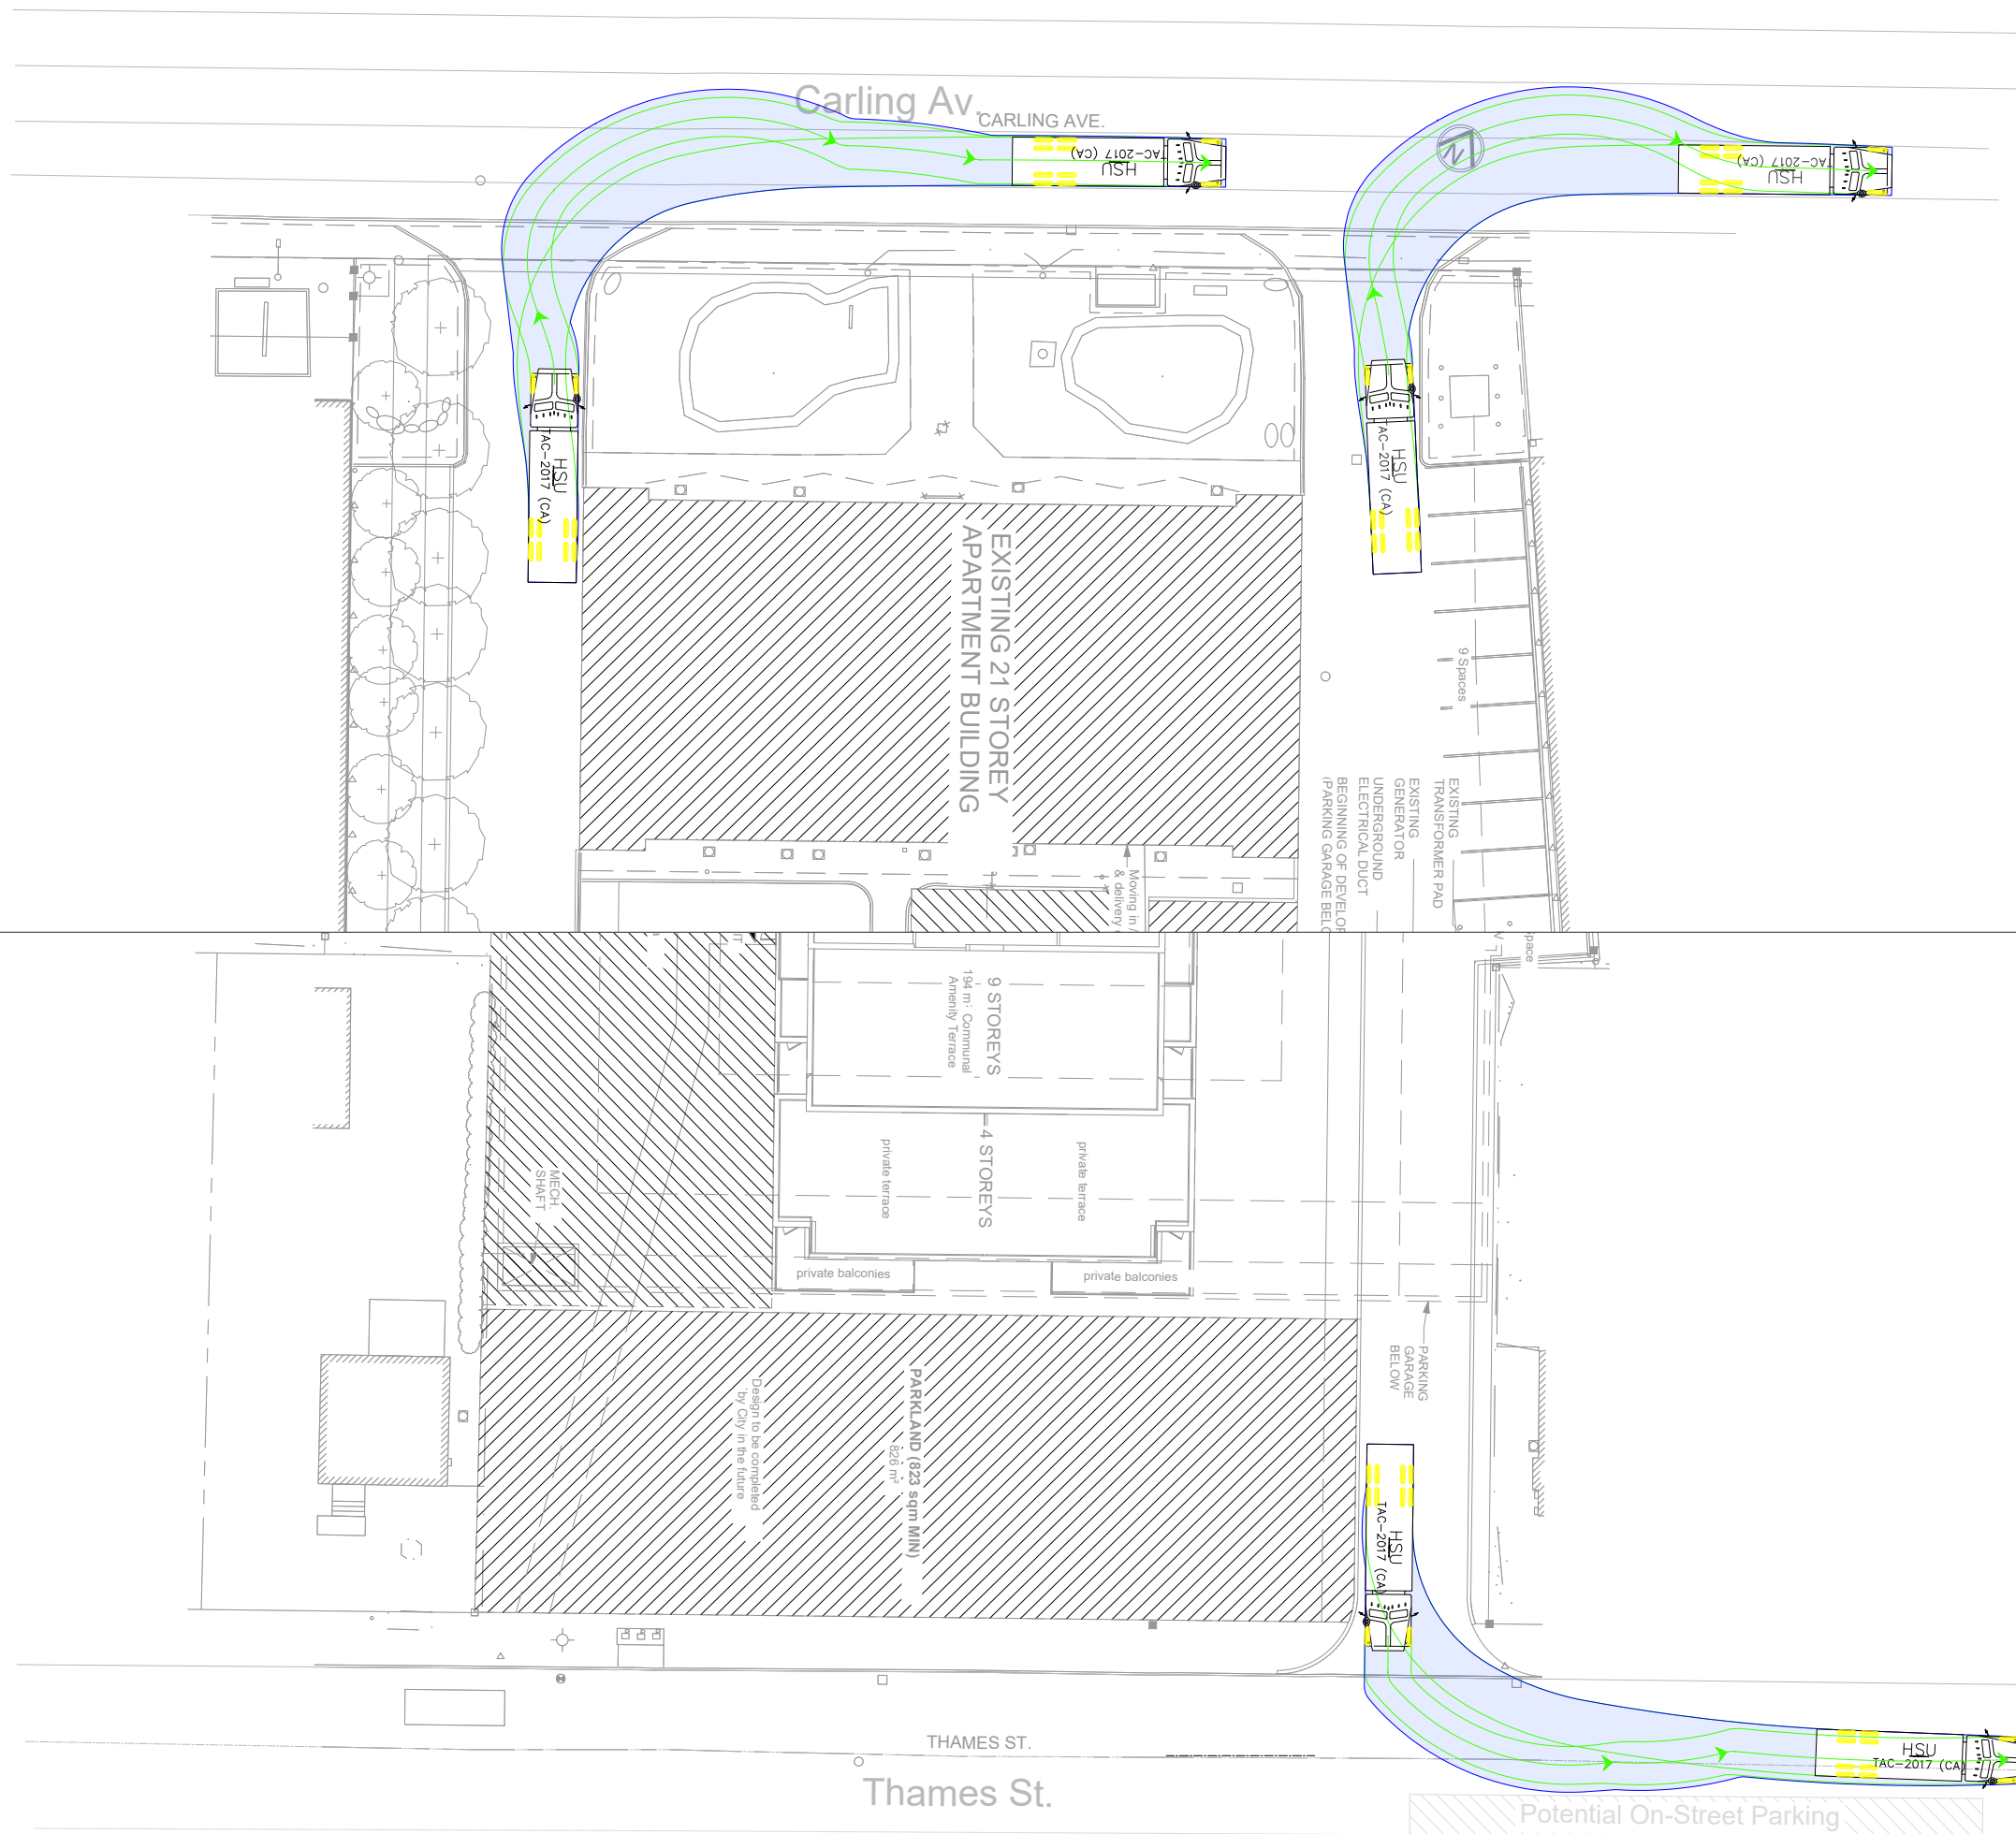 Carling Av.
CARLING AVE.
TAC-2017 (CA)
HSU
TAC-2017 (CA)
HSU
N
HSU
TAC-2017 (CA)
HSU
AC-2017 (CA)
EXISTING 21 STOREY
APARTMENT BUILDING
9 Spaces
EXISTING
TRANSFORMER PAD
EXISTING
GENERATOR
UNDERGROUND
ELECTRICAL DUCT
BEGINNING OF DEVELO
(PARKING GARAGE BEL
Moving in /
& delivery
pace
9 STOREYS
194 m² Communal
Amenity Terrace
4 STOREYS
private terrace
private terrace
MECH.
SHAFT
private balconies
private balconies
PARKING
GARAGE
BELOW
PARKLAND (823 sqm MIN)
826 m²
Design to be completed
by City in the future
HSU
TAC-2017 (CA)
THAMES ST.
Thames St.
HSU
TAC-2017 (CA)
Potential On-Street Parking